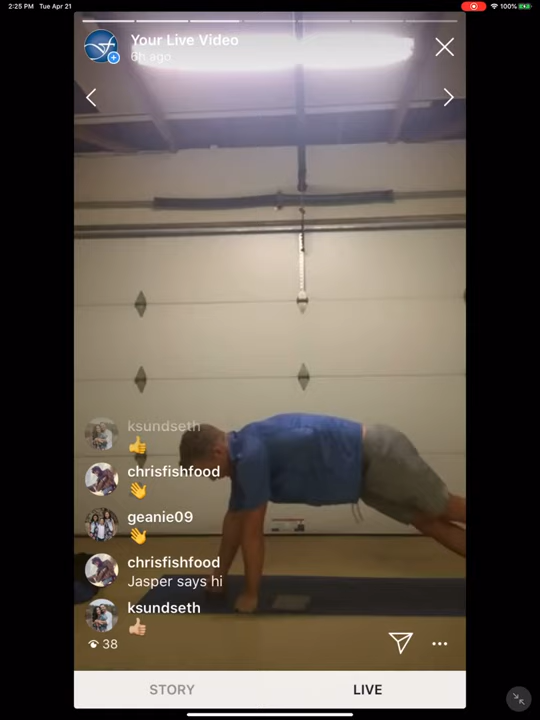 2:25 PM Tue Apr 21
100%
Your Live Video
6h ago
ksundseth
👍
chrisfishfood
👋
geanie09
👋
chrisfishfood
Jasper says hi
ksundseth
👍🏻
38
STORY
LIVE